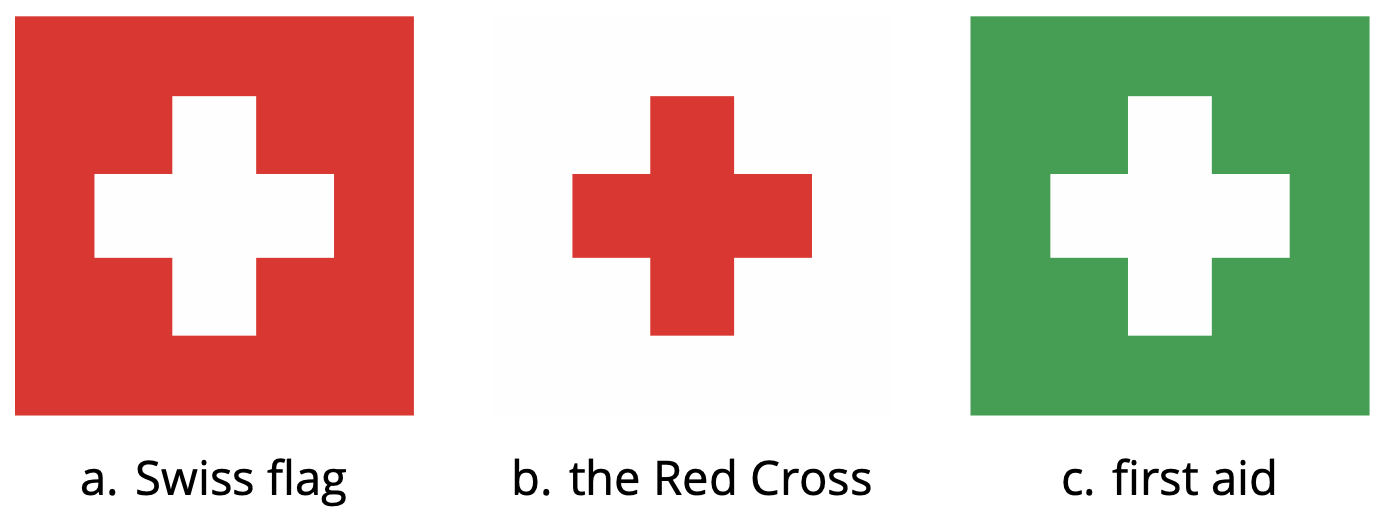 a. Swiss flag
b. the Red Cross
c. first aid